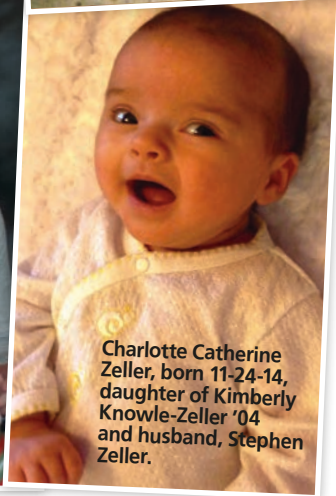 Charlotte Catherine
Zeller, born 11-24-14,
daughter of Kimberly
Knowle-Zeller ’04
and husband, Stephen
Zeller.